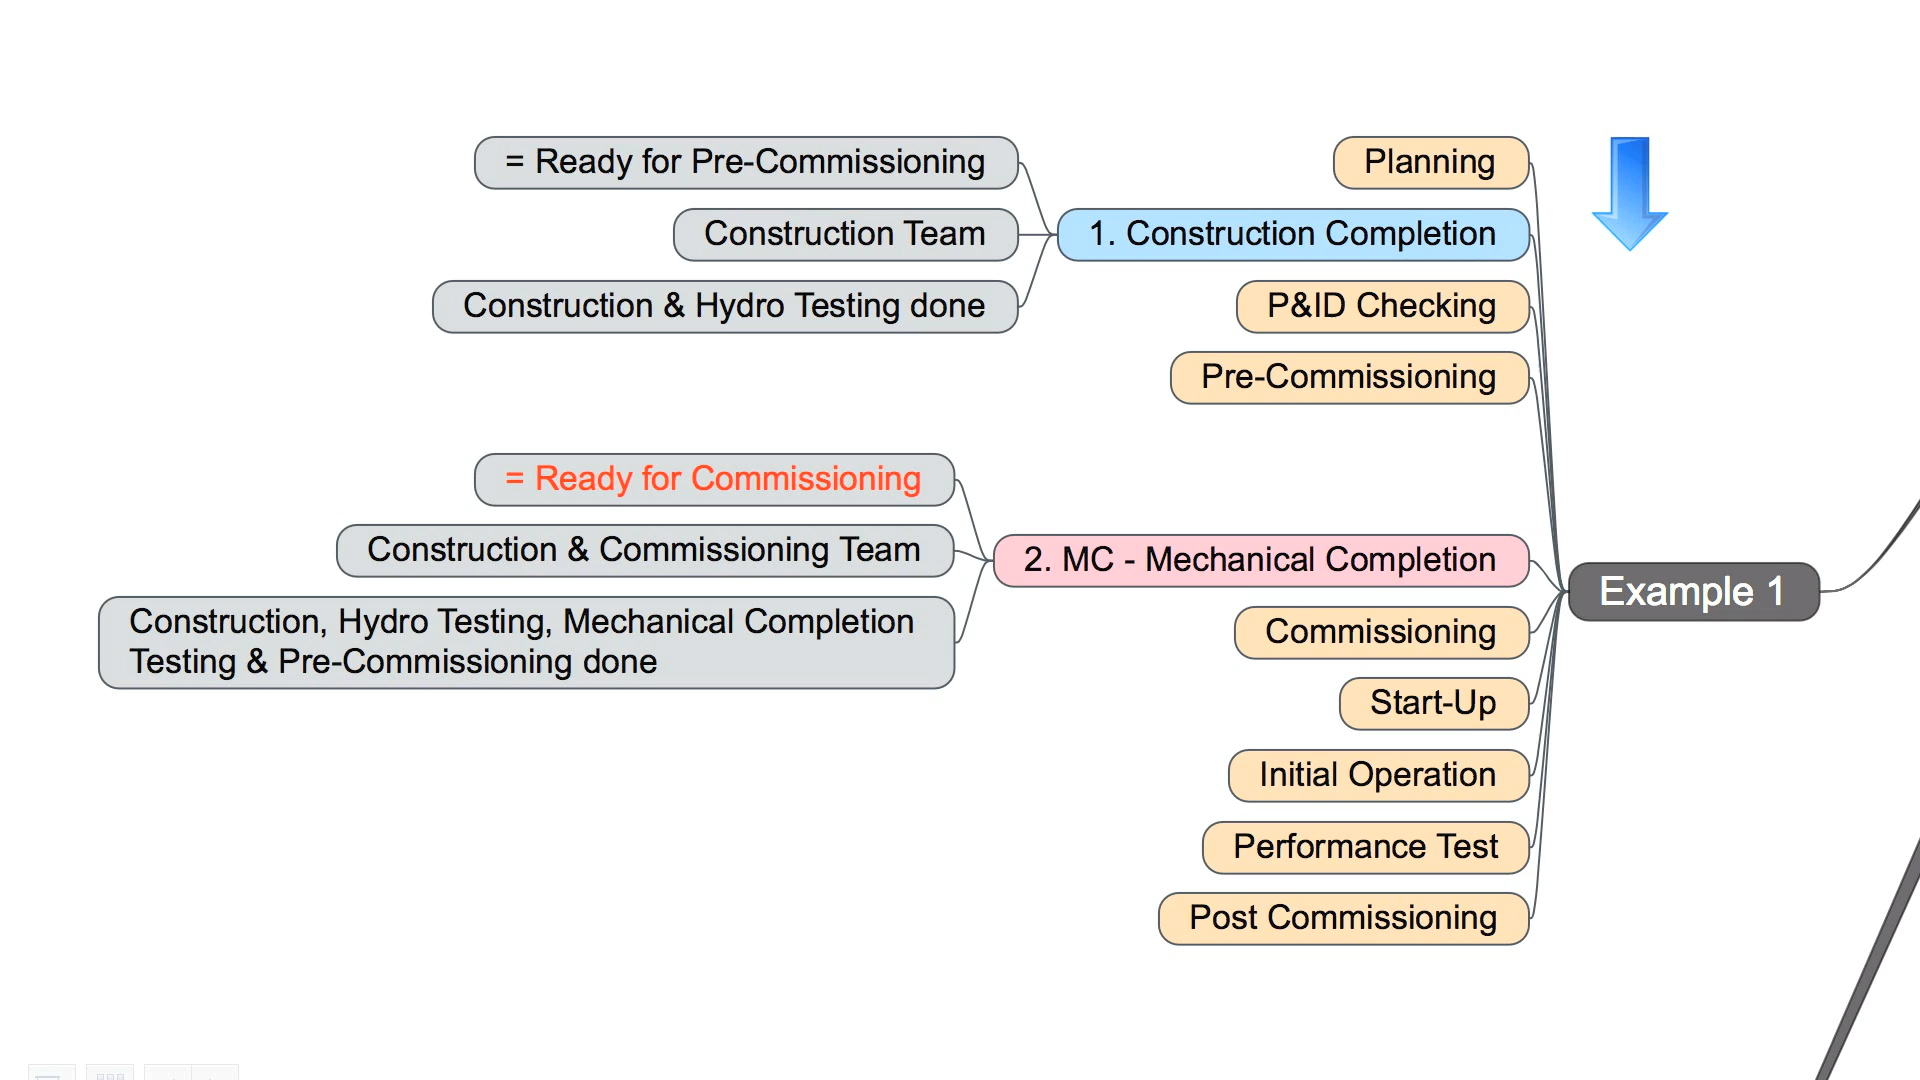 = Ready for Pre-Commissioning
Construction Team
Construction & Hydro Testing done
Planning
1. Construction Completion
P&ID Checking
Pre-Commissioning
= Ready for Commissioning
Construction & Commissioning Team
Construction, Hydro Testing, Mechanical Completion
Testing & Pre-Commissioning done
2. MC - Mechanical Completion
Commissioning
Start-Up
Initial Operation
Performance Test
Post Commissioning
Example 1